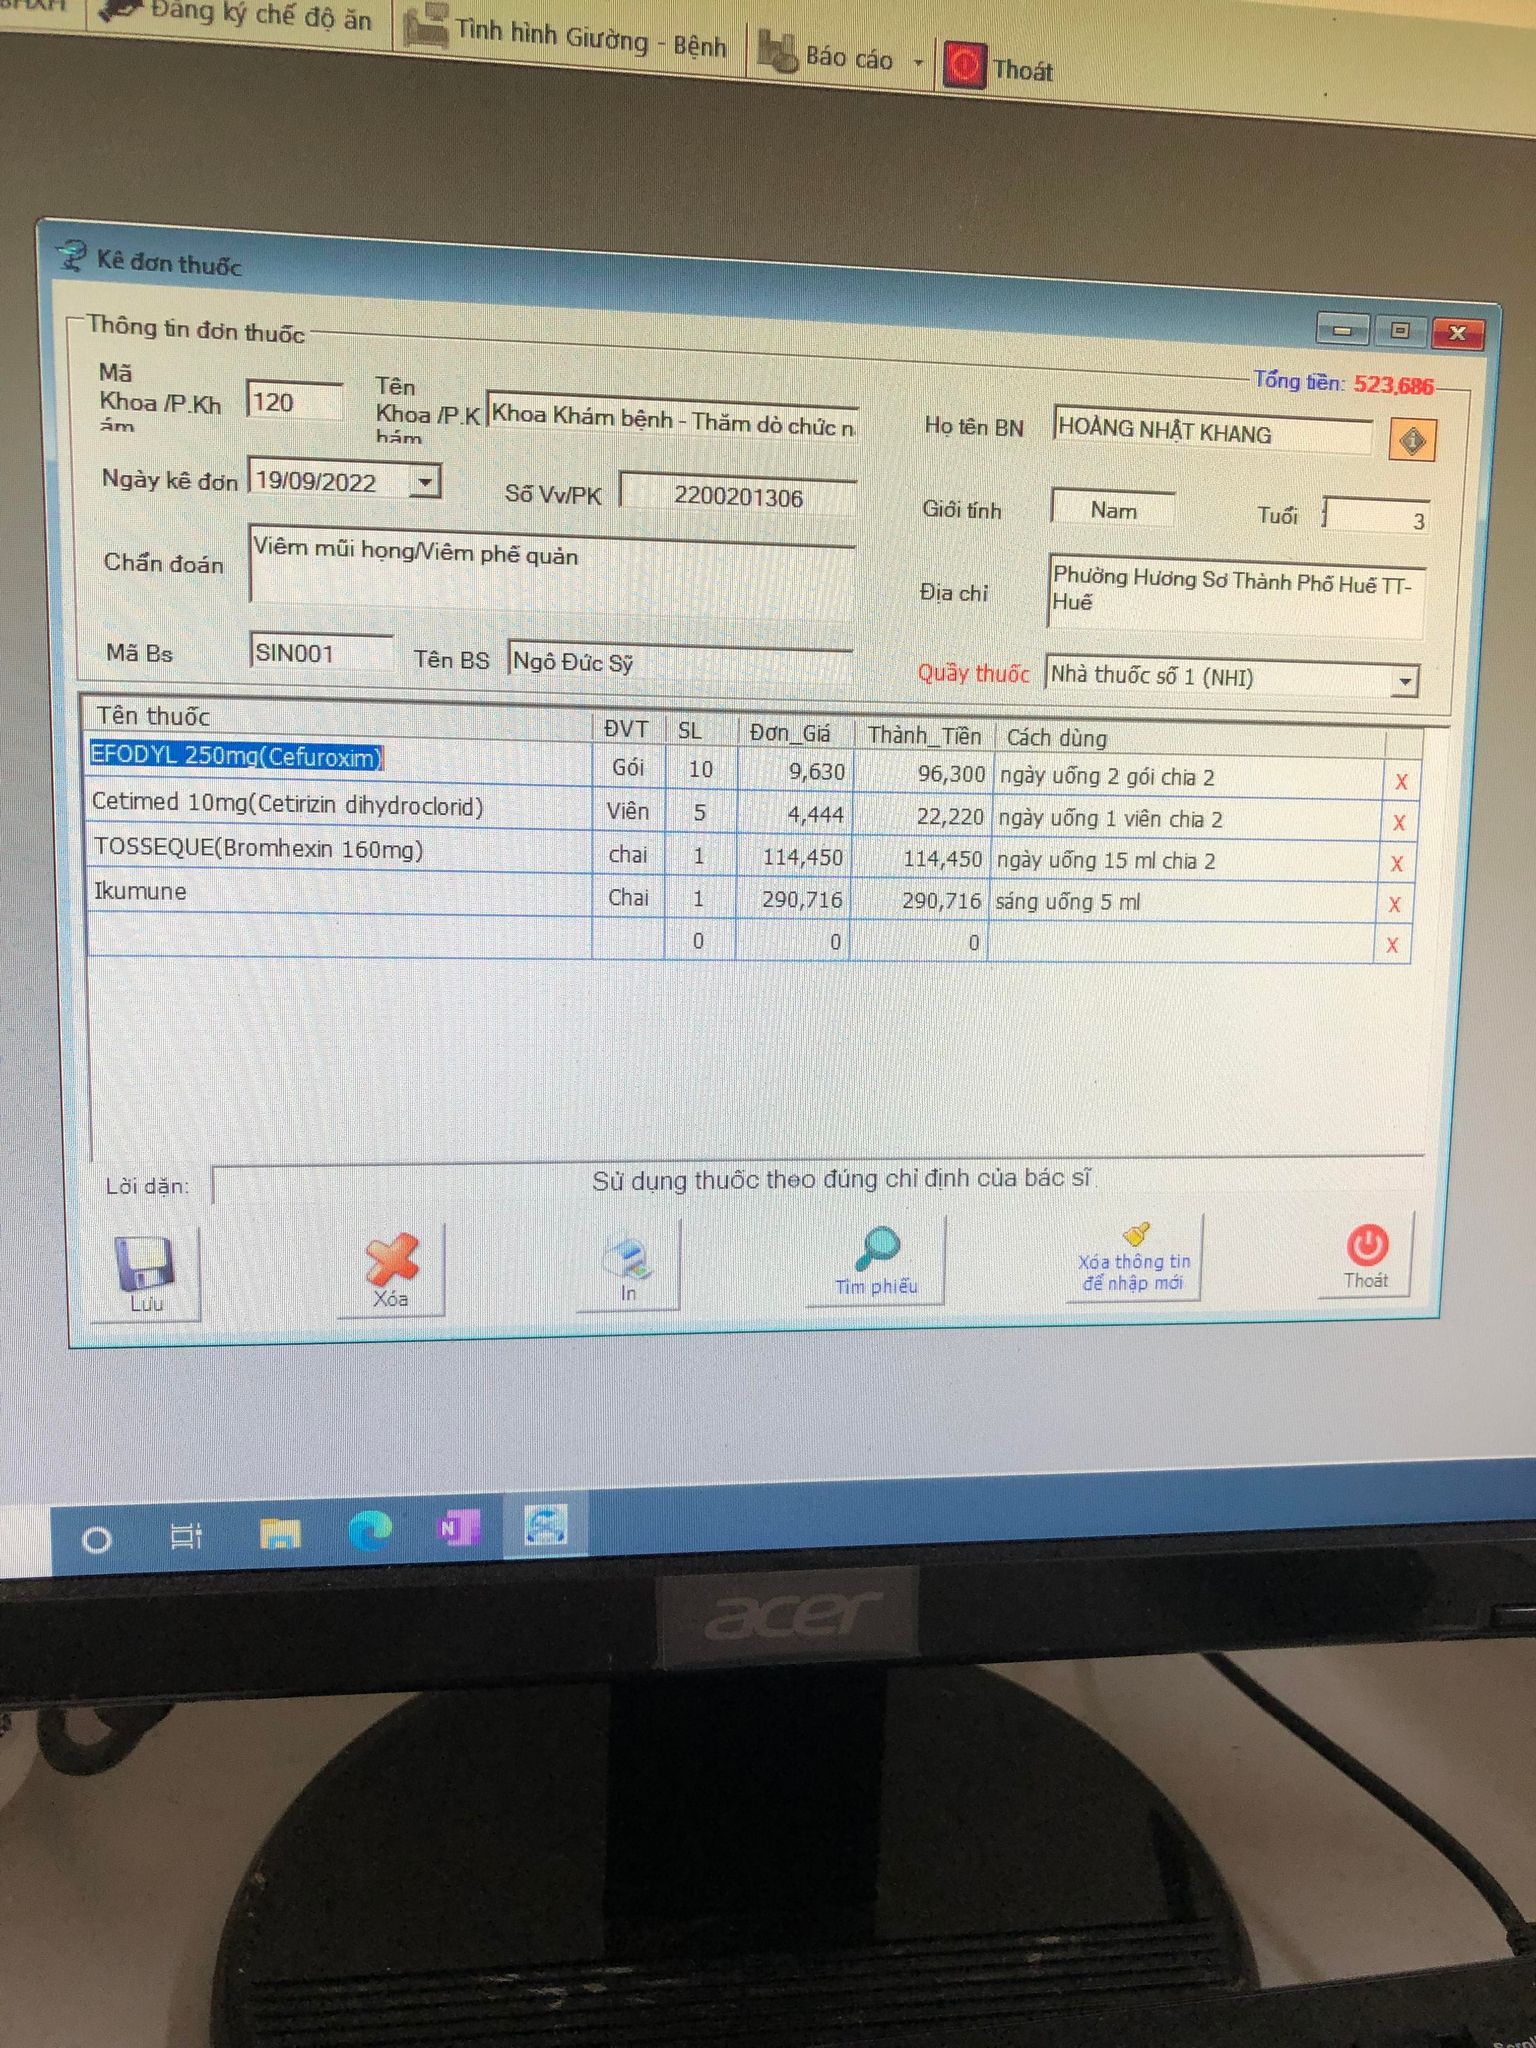 Đăng ký chế độ ăn
Tình hình Giường - Bệnh
Báo cáo
Thoát
Kê đơn thuốc
Thông tin đơn thuốc
Tổng tiền: 523,686
Mã Khoa /P.Khám
120
Tên Khoa /P.Khám
Khoa Khám bệnh - Thăm dò chức n
Họ tên BN
HOÀNG NHẬT KHANG
Ngày kê đơn
19/09/2022
Số Vv/PK
2200201306
Giới tính
Nam
Tuổi
3
Chẩn đoán
Viêm mũi họng/Viêm phế quản
Địa chỉ
Phường Hương Sơ Thành Phố Huế TT-
Huế
Mã Bs
SIN001
Tên BS
Ngô Đức Sỹ
Quầy thuốc
Nhà thuốc số 1 (NHI)
Tên thuốc ĐVT SL Đơn_Giá Thành_Tiền Cách dùng
EFODYL 250mg(Cefuroxim) Gói 10 9,630 96,300 ngày uống 2 gói chia 2 X
Cetimed 10mg(Cetirizin dihydroclorid) Viên 5 4,444 22,220 ngày uống 1 viên chia 2 X
TOSSEQUE(Bromhexin 160mg) chai 1 114,450 114,450 ngày uống 15 ml chia 2 X
Ikumune Chai 1 290,716 290,716 sáng uống 5 ml X
0 0 0 X
Lời dặn:
Sử dụng thuốc theo đúng chỉ định của bác sĩ
Lưu
Xóa
In
Tìm phiếu
Xóa thông tin
để nhập mới
Thoát
N
acer